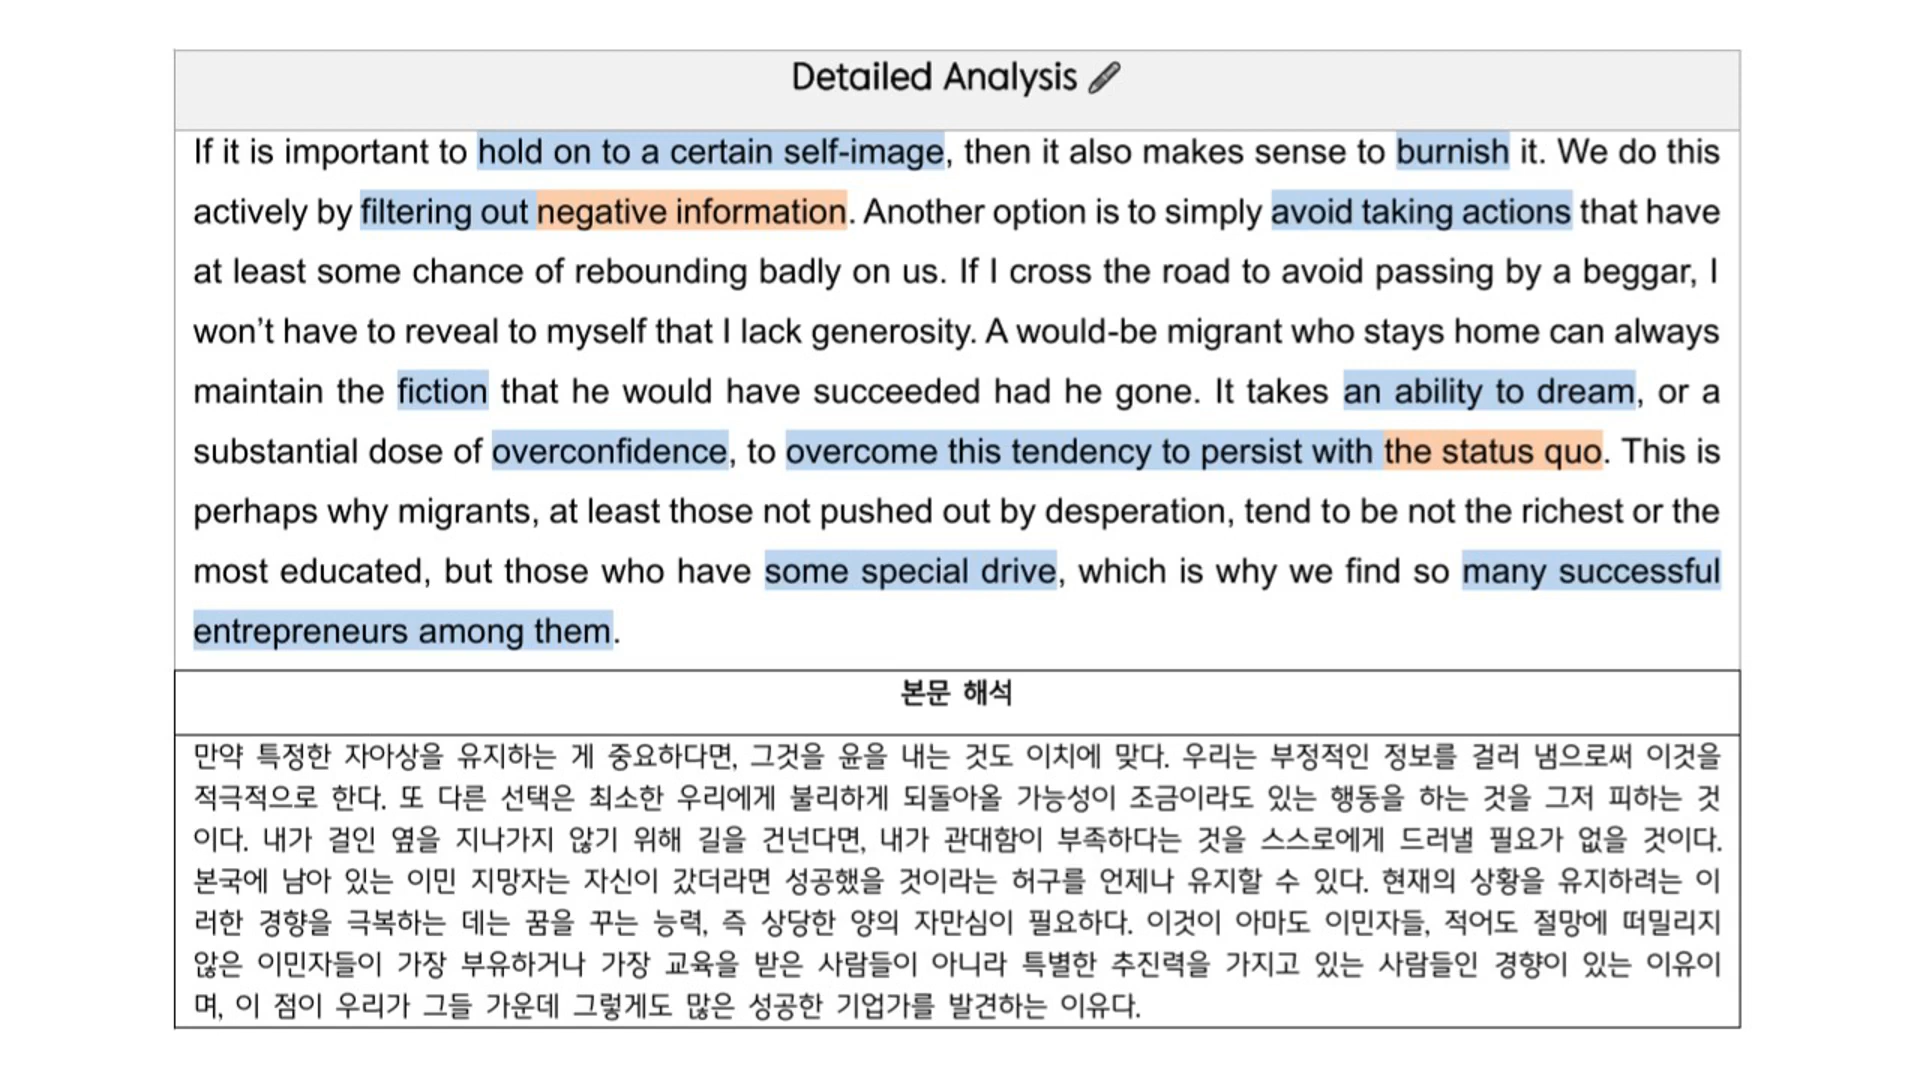 Detailed Analysis
If it is important to hold on to a certain self-image, then it also makes sense to burnish it. We do this
actively by filtering out negative information. Another option is to simply avoid taking actions that have
at least some chance of rebounding badly on us. If I cross the road to avoid passing by a beggar, I
won’t have to reveal to myself that I lack generosity. A would-be migrant who stays home can always
maintain the fiction that he would have succeeded had he gone. It takes an ability to dream, or a
substantial dose of overconfidence, to overcome this tendency to persist with the status quo. This is
perhaps why migrants, at least those not pushed out by desperation, tend to be not the richest or the
most educated, but those who have some special drive, which is why we find so many successful
entrepreneurs among them.
본문 해석
만약 특정한 자아상을 유지하는 게 중요하다면, 그것을 윤을 내는 것도 이치에 맞다. 우리는 부정적인 정보를 걸러 냄으로써 이것을
적극적으로 한다. 또 다른 선택은 최소한 우리에게 불리하게 되돌아올 가능성이 조금이라도 있는 행동을 하는 것을 그저 피하는 것
이다. 내가 걸인 옆을 지나가지 않기 위해 길을 건넌다면, 내가 관대함이 부족하다는 것을 스스로에게 드러낼 필요가 없을 것이다.
본국에 남아 있는 이민 지망자는 자신이 갔더라면 성공했을 것이라는 허구를 언제나 유지할 수 있다. 현재의 상황을 유지하려는 이
러한 경향을 극복하는 데는 꿈을 꾸는 능력, 즉 상당한 양의 자만심이 필요하다. 이것이 아마도 이민자들, 적어도 절망에 떠밀리지
않은 이민자들이 가장 부유하거나 가장 교육을 받은 사람들이 아니라 특별한 추진력을 가지고 있는 사람들인 경향이 있는 이유이
며, 이 점이 우리가 그들 가운데 그렇게도 많은 성공한 기업가를 발견하는 이유다.